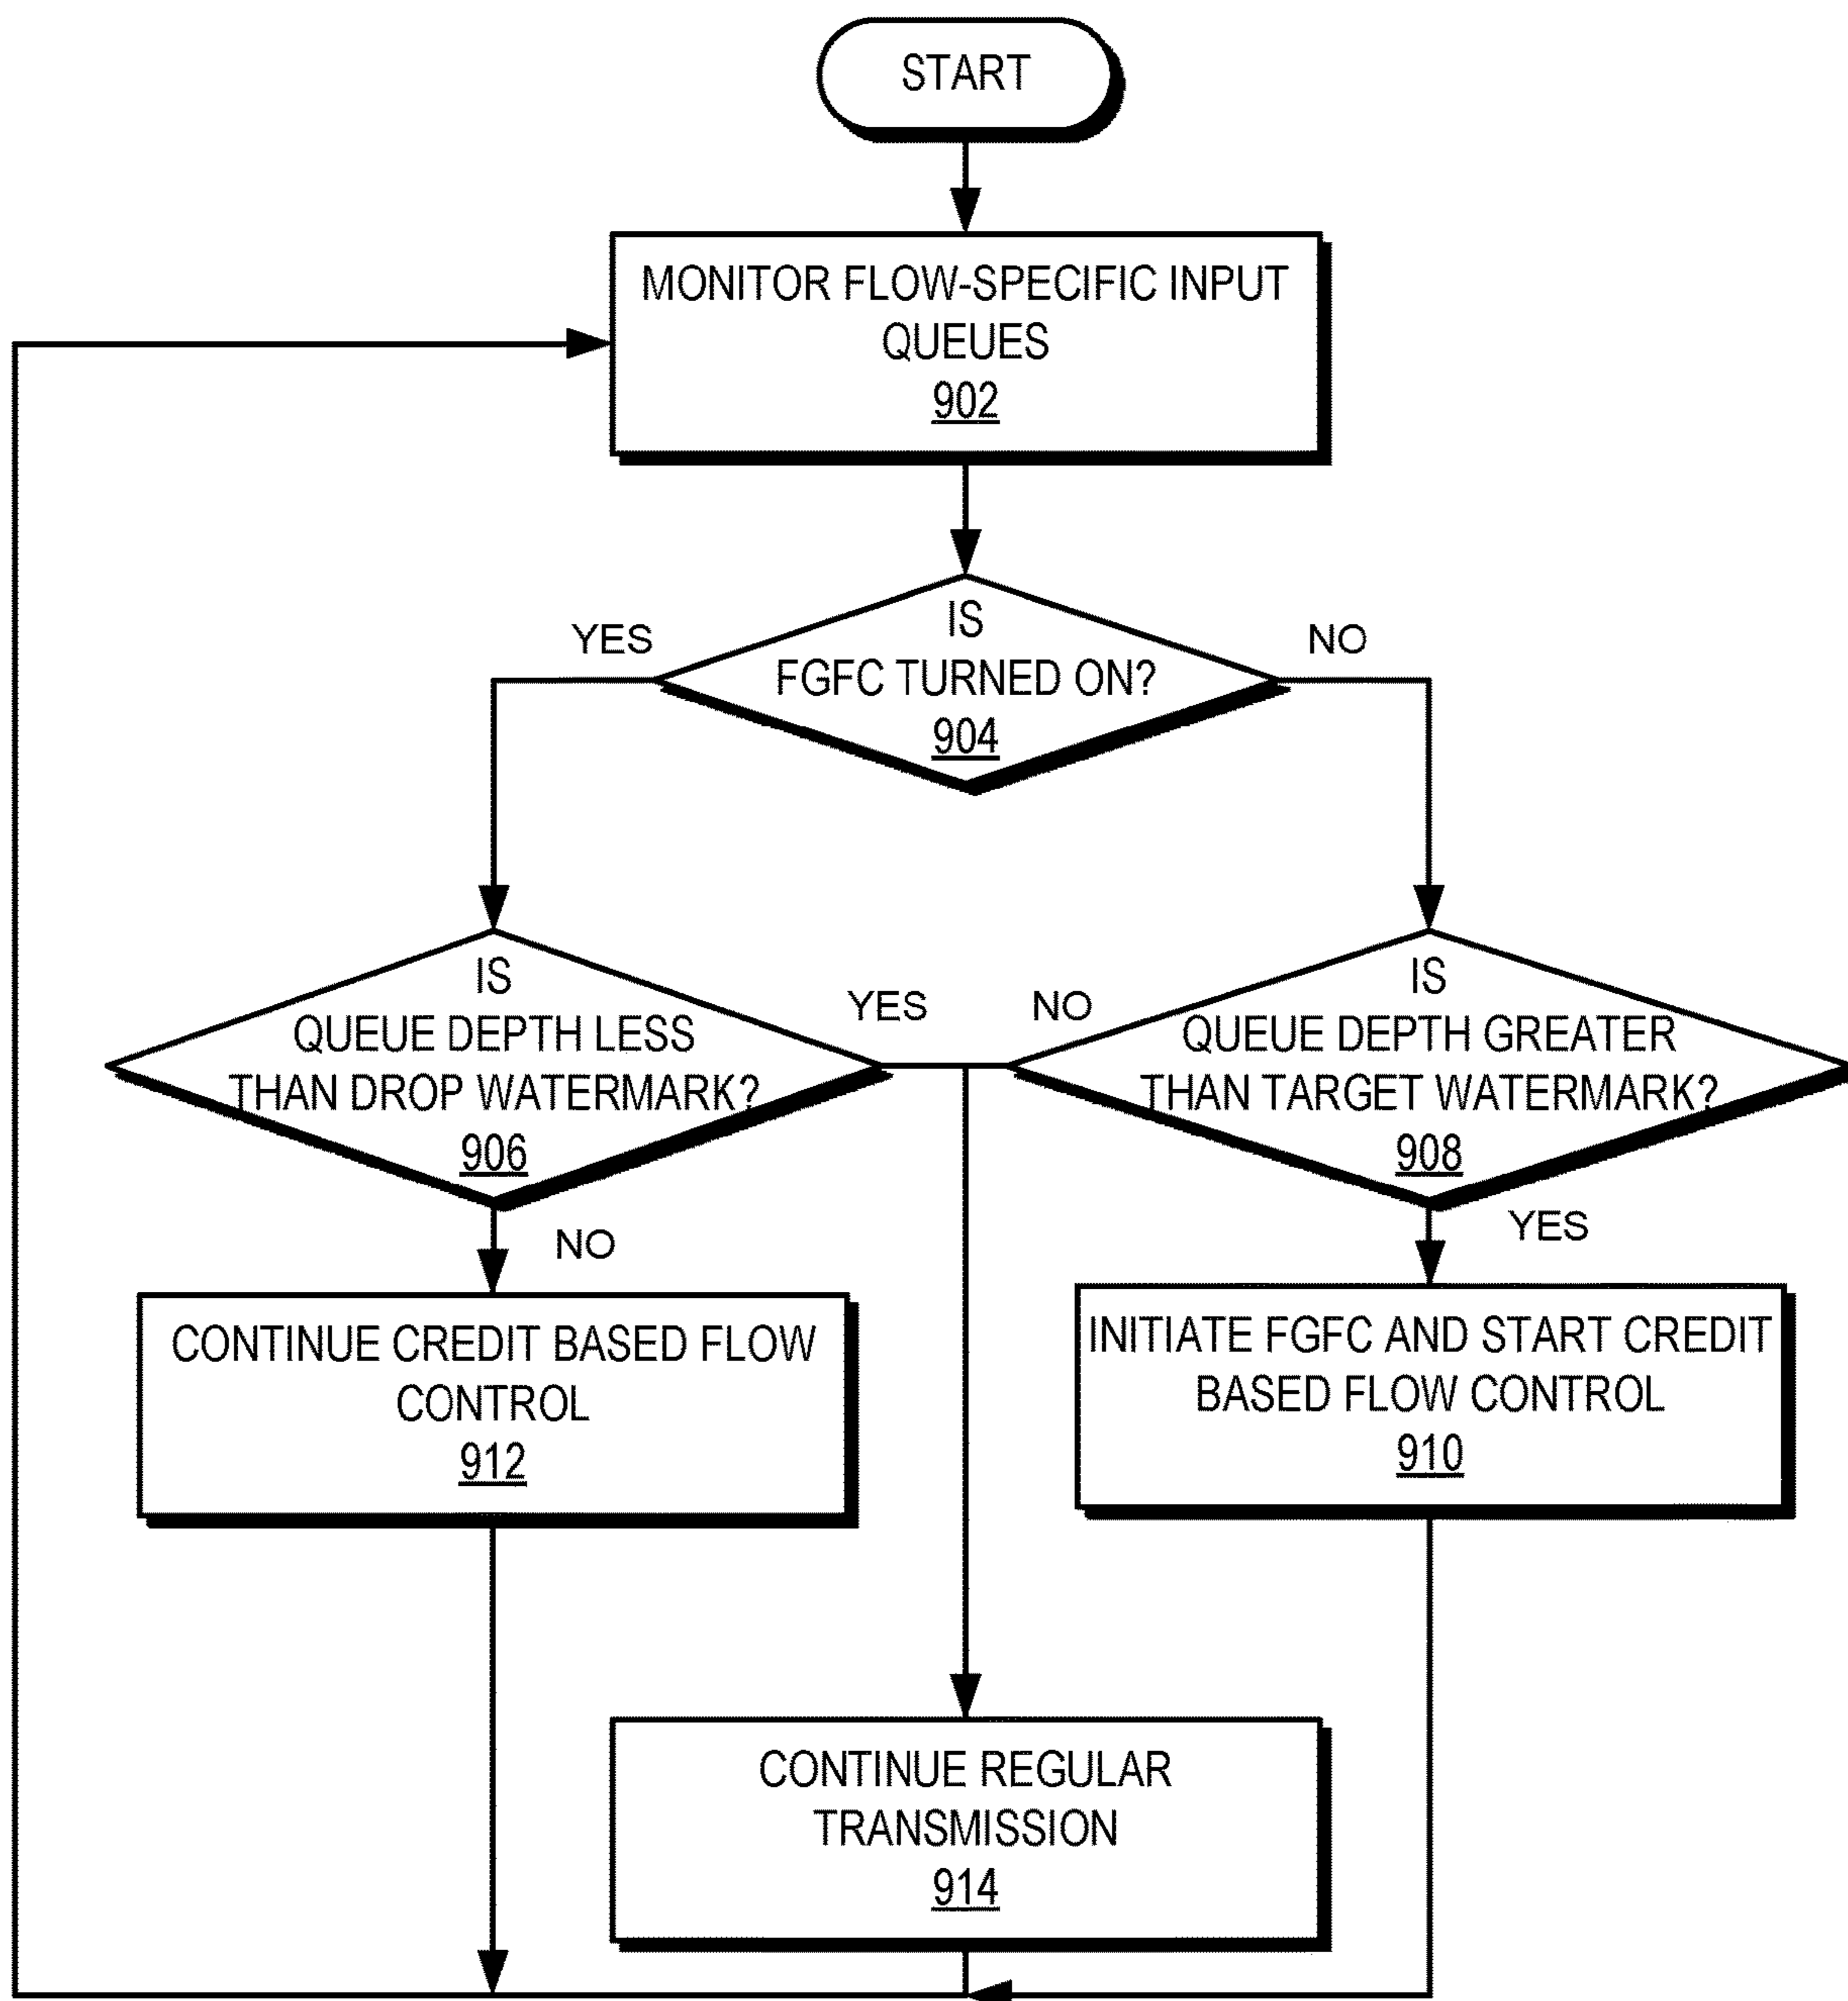 START
MONITOR FLOW-SPECIFIC INPUT
QUEUES
902
IS
FGFC TURNED ON?
904
YES
NO
IS
QUEUE DEPTH LESS
THAN DROP WATERMARK?
906
YES
NO
IS
QUEUE DEPTH GREATER
THAN TARGET WATERMARK?
908
NO
YES
CONTINUE CREDIT BASED FLOW
CONTROL
912
INITIATE FGFC AND START CREDIT
BASED FLOW CONTROL
910
CONTINUE REGULAR
TRANSMISSION
914